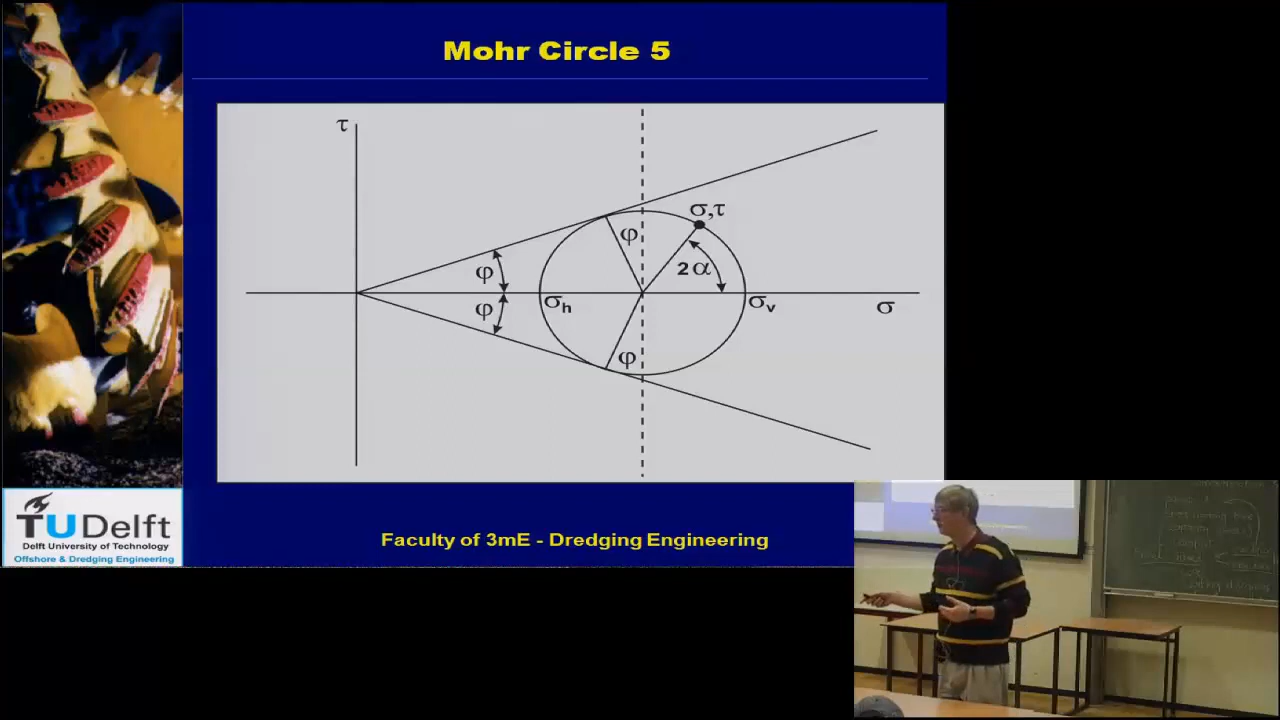 Mohr Circle 5
τ
σ,τ
φ
φ
2 α
σh
σv
σ
φ
φ
TU Delft
Delft University of Technology
Offshore & Dredging Engineering
Faculty of 3mE - Dredging Engineering